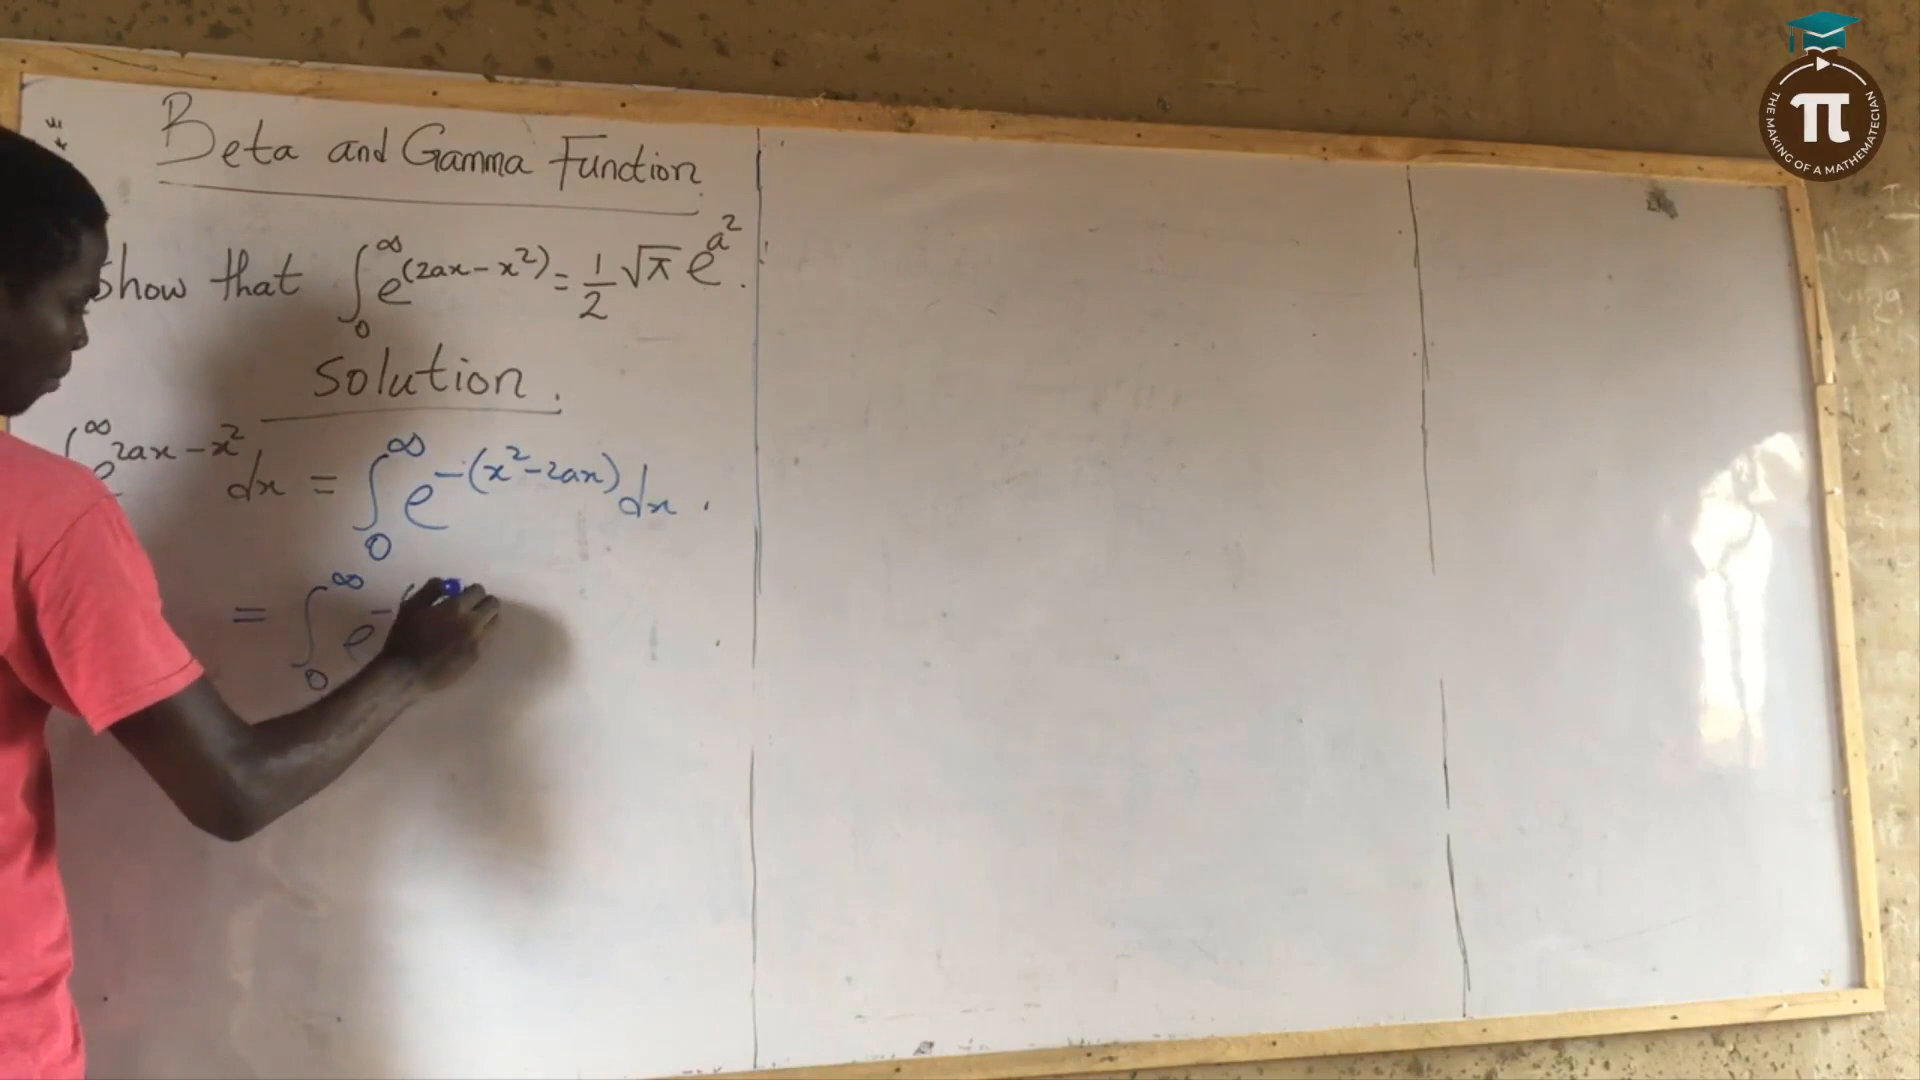 Beta and Gamma Function.
Show that ∫₀^∞ e^(2ax-x²) = 1/2 √π e^a².
Solution.
∫^∞ e^2ax-x² dx = ∫₀^∞ e^-(x²-2ax) dx.
= ∫₀^∞ e^-(
THE MAKING OF A MATHEMATECIAN
π